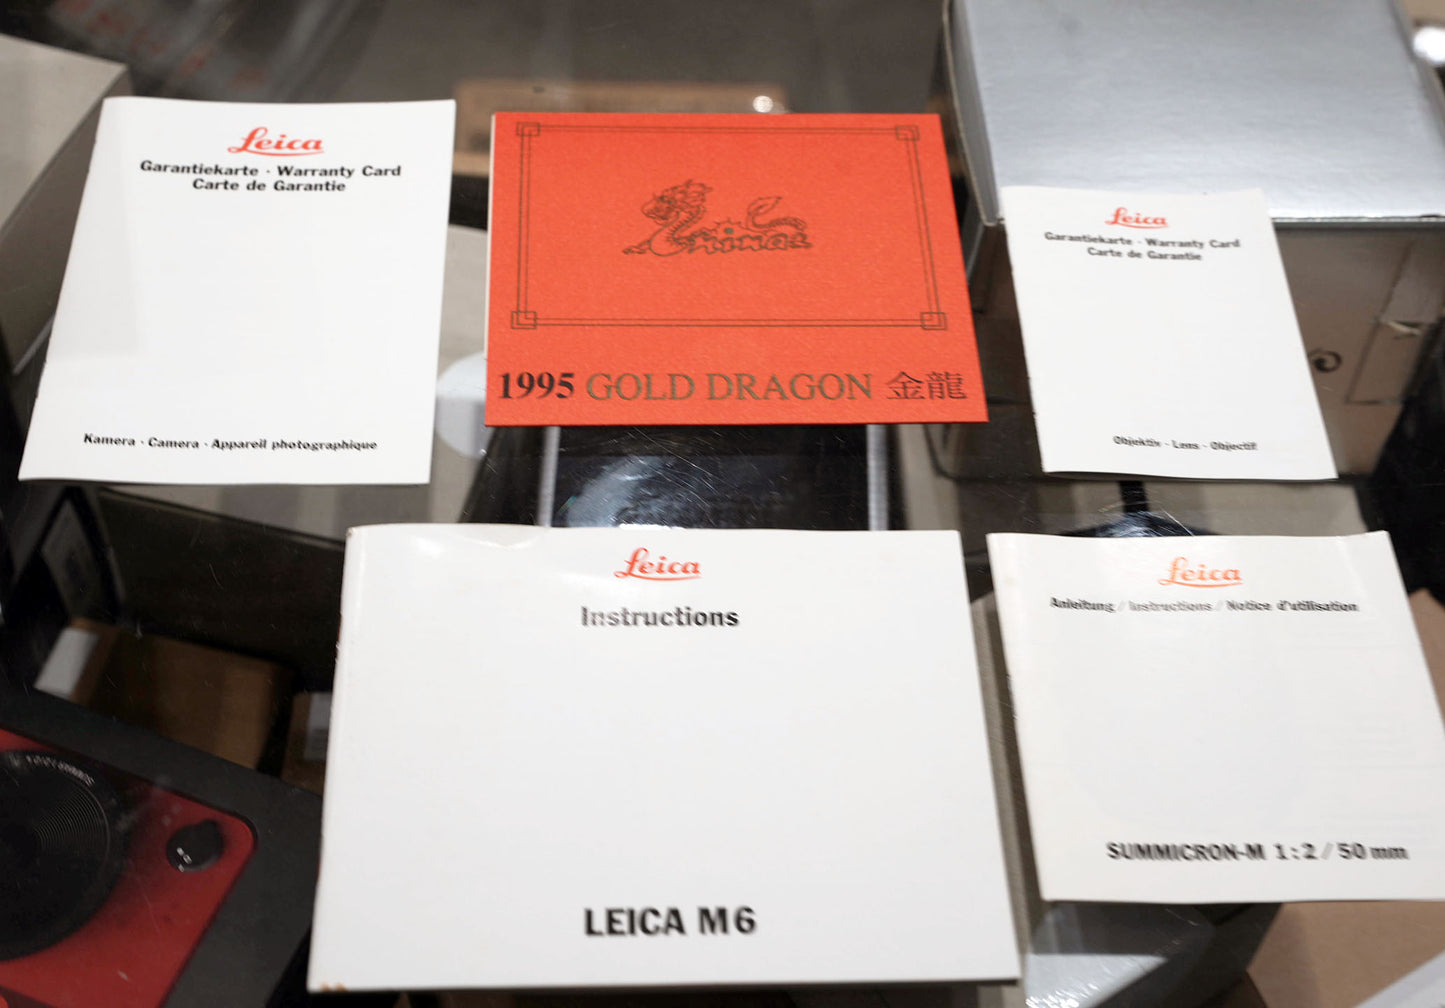 Leica
Garantiekarte · Warranty Card
Carte de Garantie
Kamera · Camera · Appareil photographique
1995 GOLD DRAGON 金龍
Leica
Garantiekarte · Warranty Card
Carte de Garantie
Objektiv · Lens · Objectif
Leica
Instructions
LEICA M6
Leica
Anleitung / Instructions / Notice d'utilisation
SUMMICRON-M 1:2/50 mm